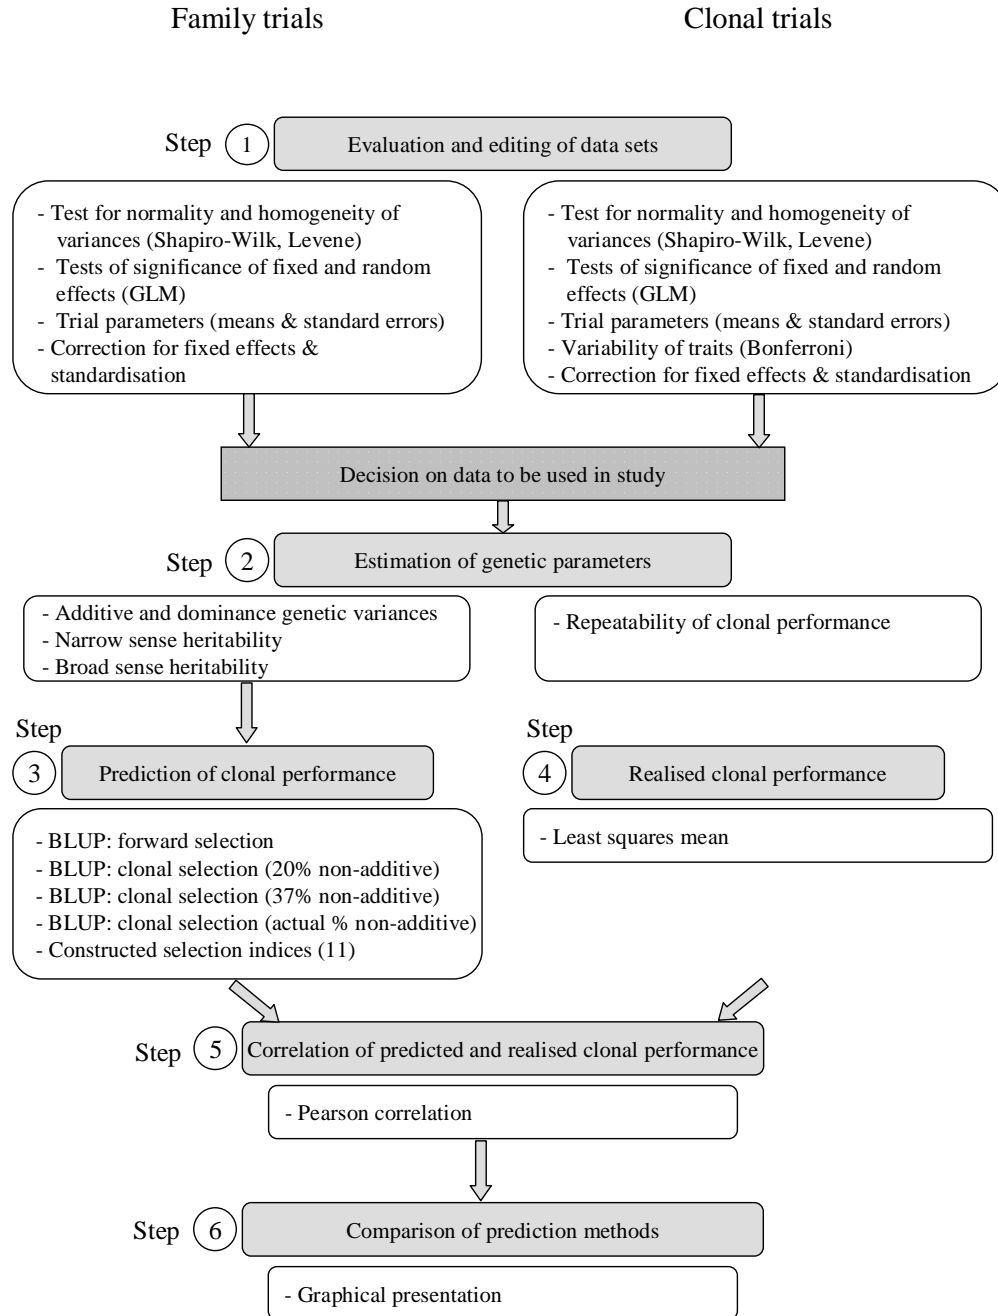 Family trials
Clonal trials
Step 1 Evaluation and editing of data sets
- Test for normality and homogeneity of
variances (Shapiro-Wilk, Levene)
- Tests of significance of fixed and random
effects (GLM)
- Trial parameters (means & standard errors)
- Correction for fixed effects &
standardisation
- Test for normality and homogeneity of
variances (Shapiro-Wilk, Levene)
- Tests of significance of fixed and random
effects (GLM)
- Trial parameters (means & standard errors)
- Variability of traits (Bonferroni)
- Correction for fixed effects & standardisation
Decision on data to be used in study
Step 2 Estimation of genetic parameters
- Additive and dominance genetic variances
- Narrow sense heritability
- Broad sense heritability
- Repeatability of clonal performance
Step
3 Prediction of clonal performance
- BLUP: forward selection
- BLUP: clonal selection (20% non-additive)
- BLUP: clonal selection (37% non-additive)
- BLUP: clonal selection (actual % non-additive)
- Constructed selection indices (11)
Step
4 Realised clonal performance
- Least squares mean
Step 5 Correlation of predicted and realised clonal performance
- Pearson correlation
Step 6 Comparison of prediction methods
- Graphical presentation